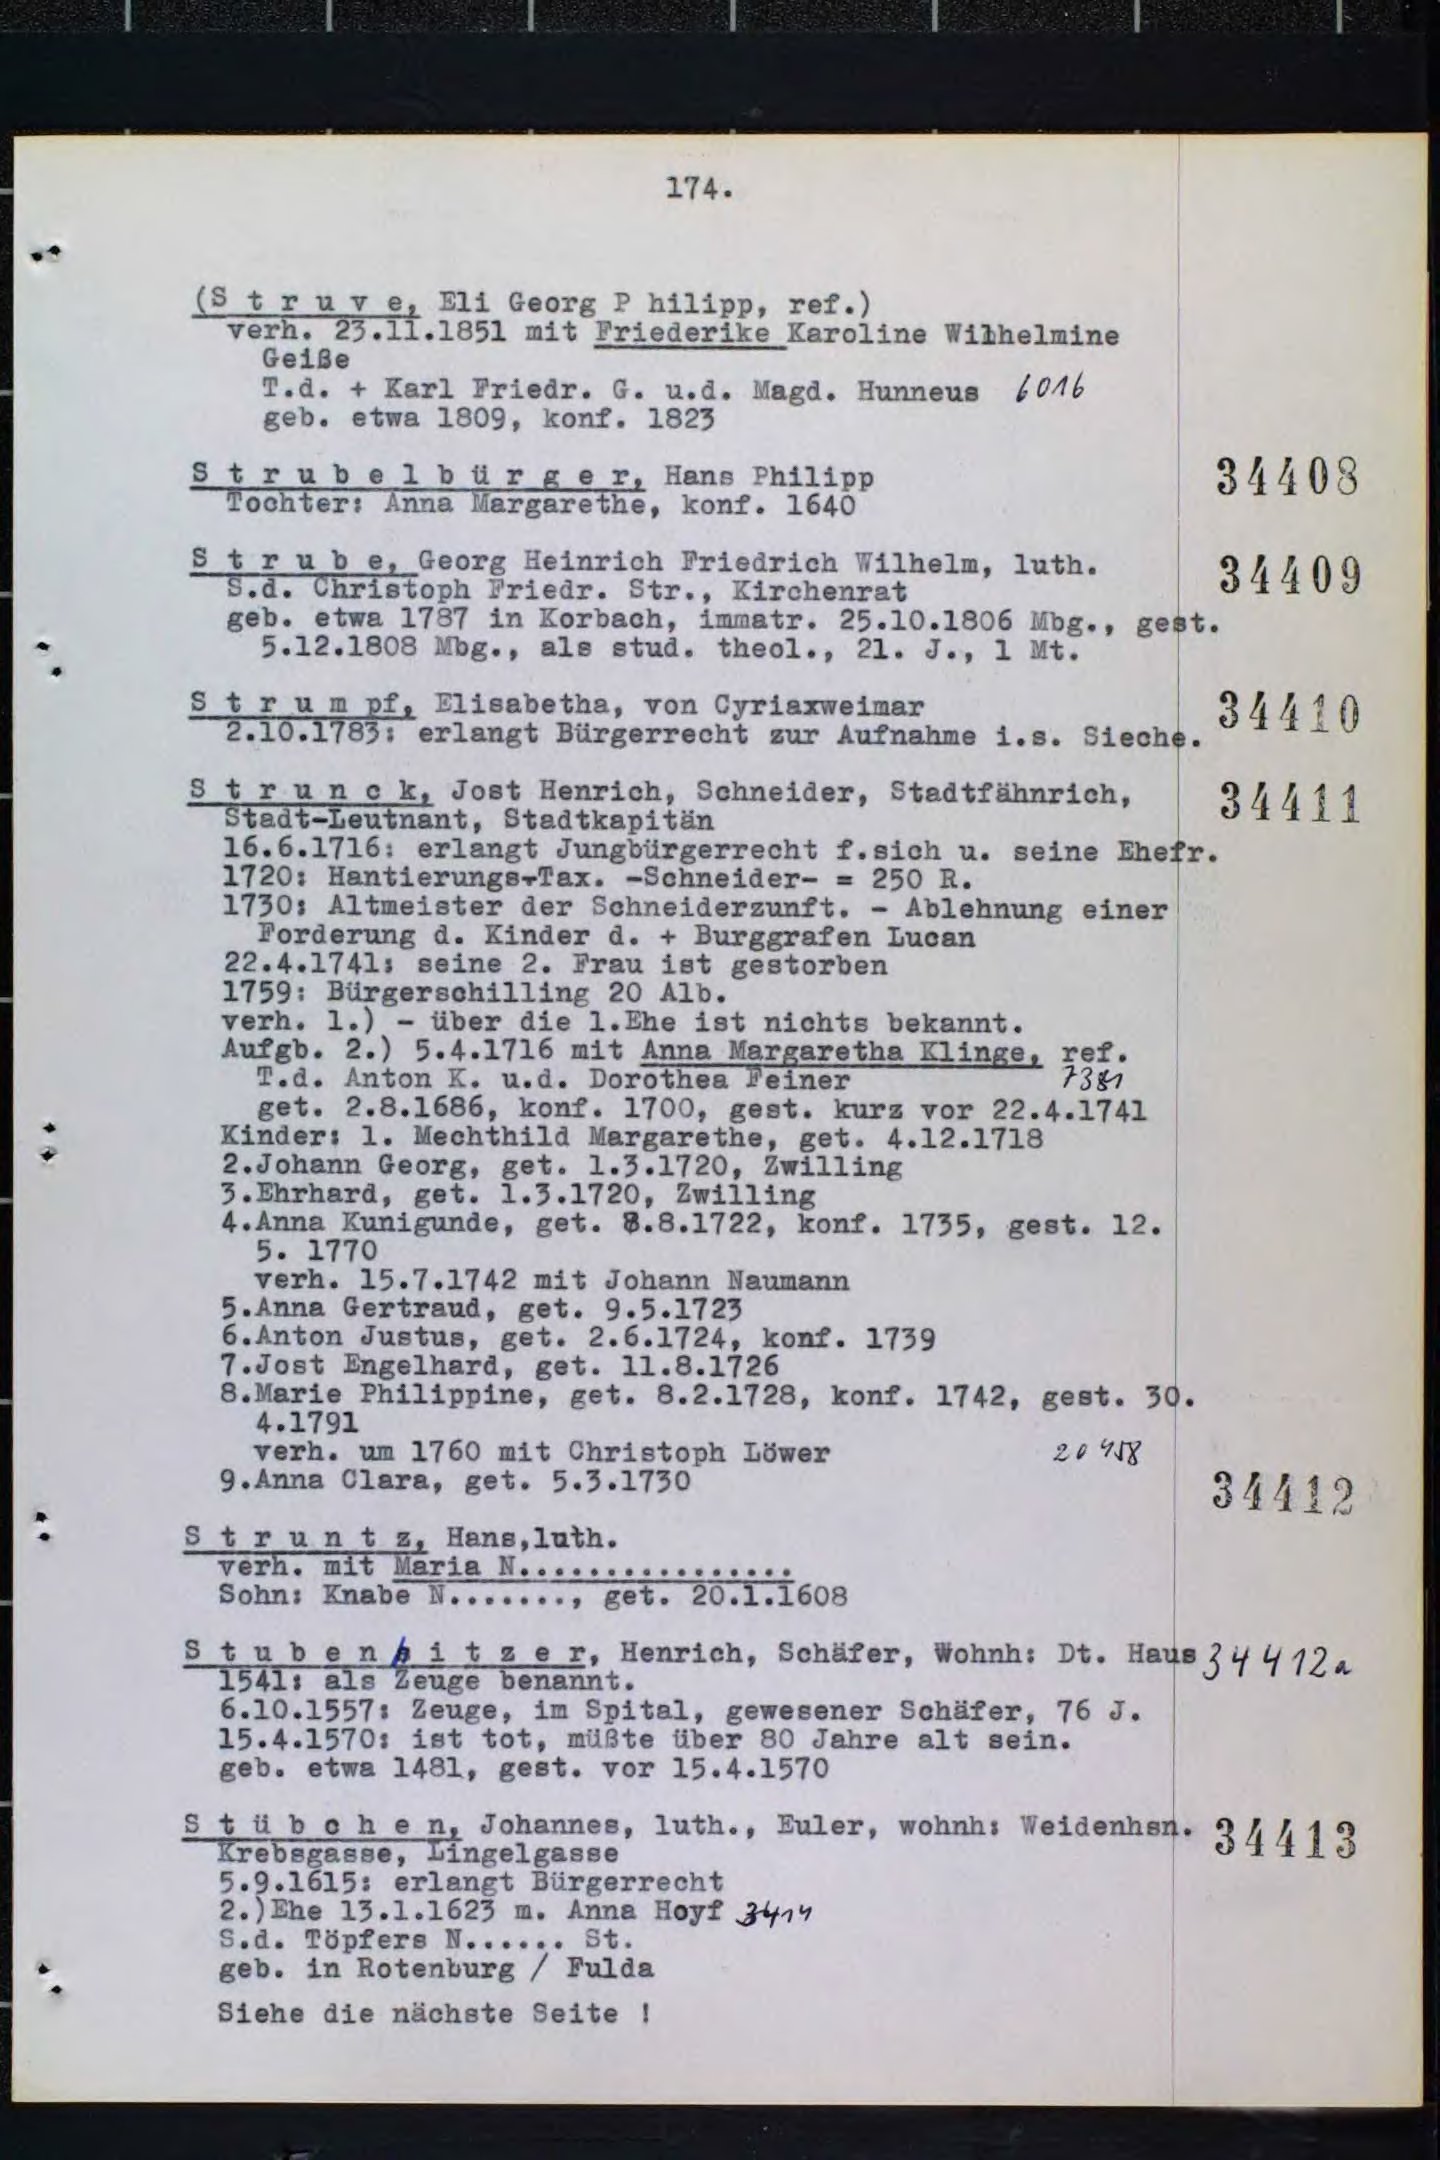 174.
(S t r u v e, Eli Georg P hilipp, ref.)
verh. 23.11.1851 mit Friederike Karoline Wilhelmine
Geiße
T.d. + Karl Friedr. G. u.d. Magd. Hunneus 6016
geb. etwa 1809, konf. 1823
S t r u b e l b ü r g e r, Hans Philipp 34408
Tochter: Anna Margarethe, konf. 1640
S t r u b e, Georg Heinrich Friedrich Wilhelm, luth. 34409
S.d. Christoph Friedr. Str., Kirchenrat
geb. etwa 1787 in Korbach, immatr. 25.10.1806 Mbg., gest.
5.12.1808 Mbg., als stud. theol., 21. J., 1 Mt.
S t r u m pf, Elisabetha, von Cyriaxweimar 34410
2.10.1783: erlangt Bürgerrecht zur Aufnahme i.s. Sieche.
S t r u n c k, Jost Henrich, Schneider, Stadtfähnrich, 34411
Stadt-Leutnant, Stadtkapitän
16.6.1716: erlangt Jungbürgerrecht f.sich u. seine Ehefr.
1720: Hantierungs-Tax. -Schneider- = 250 R.
1730: Altmeister der Schneiderzunft. - Ablehnung einer
Forderung d. Kinder d. + Burggrafen Lucan
22.4.1741: seine 2. Frau ist gestorben
1759: Bürgerschilling 20 Alb.
verh. 1.) - über die 1.Ehe ist nichts bekannt.
Aufgb. 2.) 5.4.1716 mit Anna Margaretha Klinge, ref.
T.d. Anton K. u.d. Dorothea Feiner 7381
get. 2.8.1686, konf. 1700, gest. kurz vor 22.4.1741
Kinder: 1. Mechthild Margarethe, get. 4.12.1718
2.Johann Georg, get. 1.3.1720, Zwilling
3.Ehrhard, get. 1.3.1720, Zwilling
4.Anna Kunigunde, get. 8.8.1722, konf. 1735, gest. 12.
5. 1770
verh. 15.7.1742 mit Johann Naumann
5.Anna Gertraud, get. 9.5.1723
6.Anton Justus, get. 2.6.1724, konf. 1739
7.Jost Engelhard, get. 11.8.1726
8.Marie Philippine, get. 8.2.1728, konf. 1742, gest. 30.
4.1791
verh. um 1760 mit Christoph Löwer 20458
9.Anna Clara, get. 5.3.1730
34412
S t r u n t z, Hans,luth.
verh. mit Maria N................
Sohn: Knabe N......., get. 20.1.1608
S t u b e n h i t z e r, Henrich, Schäfer, Wohnh: Dt. Haus 34412a
1541: als Zeuge benannt.
6.10.1557: Zeuge, im Spital, gewesener Schäfer, 76 J.
15.4.1570: ist tot, müßte über 80 Jahre alt sein.
geb. etwa 1481, gest. vor 15.4.1570
S t ü b c h e n, Johannes, luth., Euler, wohnh: Weidenhsn. 34413
Krebsgasse, Lingelgasse
5.9.1615: erlangt Bürgerrecht
2.)Ehe 13.1.1623 m. Anna Hoyf 3414
S.d. Töpfers N...... St.
geb. in Rotenburg / Fulda
Siehe die nächste Seite !